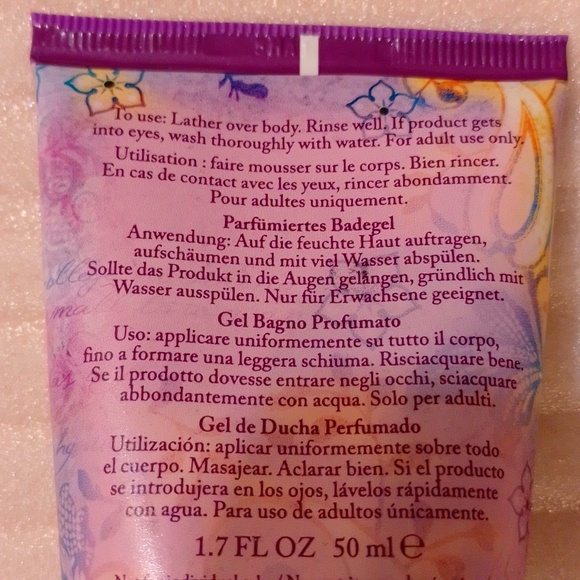 To use: Lather over body. Rinse well. If product gets
into eyes, wash thoroughly with water. For adult use only.
Utilisation : faire mousser sur le corps. Bien rincer.
En cas de contact avec les yeux, rincer abondamment.
Pour adultes uniquement.
Parfümiertes Badegel
Anwendung: Auf die feuchte Haut auftragen,
aufschäumen und mit viel Wasser abspülen.
Sollte das Produkt in die Augen gelangen, gründlich mit
Wasser ausspülen. Nur für Erwachsene geeignet.
Gel Bagno Profumato
Uso: applicare uniformemente su tutto il corpo,
fino a formare una leggera schiuma. Risciacquare bene.
Se il prodotto dovesse entrare negli occhi, sciacquare
abbondantemente con acqua. Solo per adulti.
Gel de Ducha Perfumado
Utilización: aplicar uniformemente sobre todo
el cuerpo. Masajear. Aclarar bien. Si el producto
se introdujera en los ojos, lávelos rápidamente
con agua. Para uso de adultos únicamente.
1.7 FL OZ 50 ml ℮